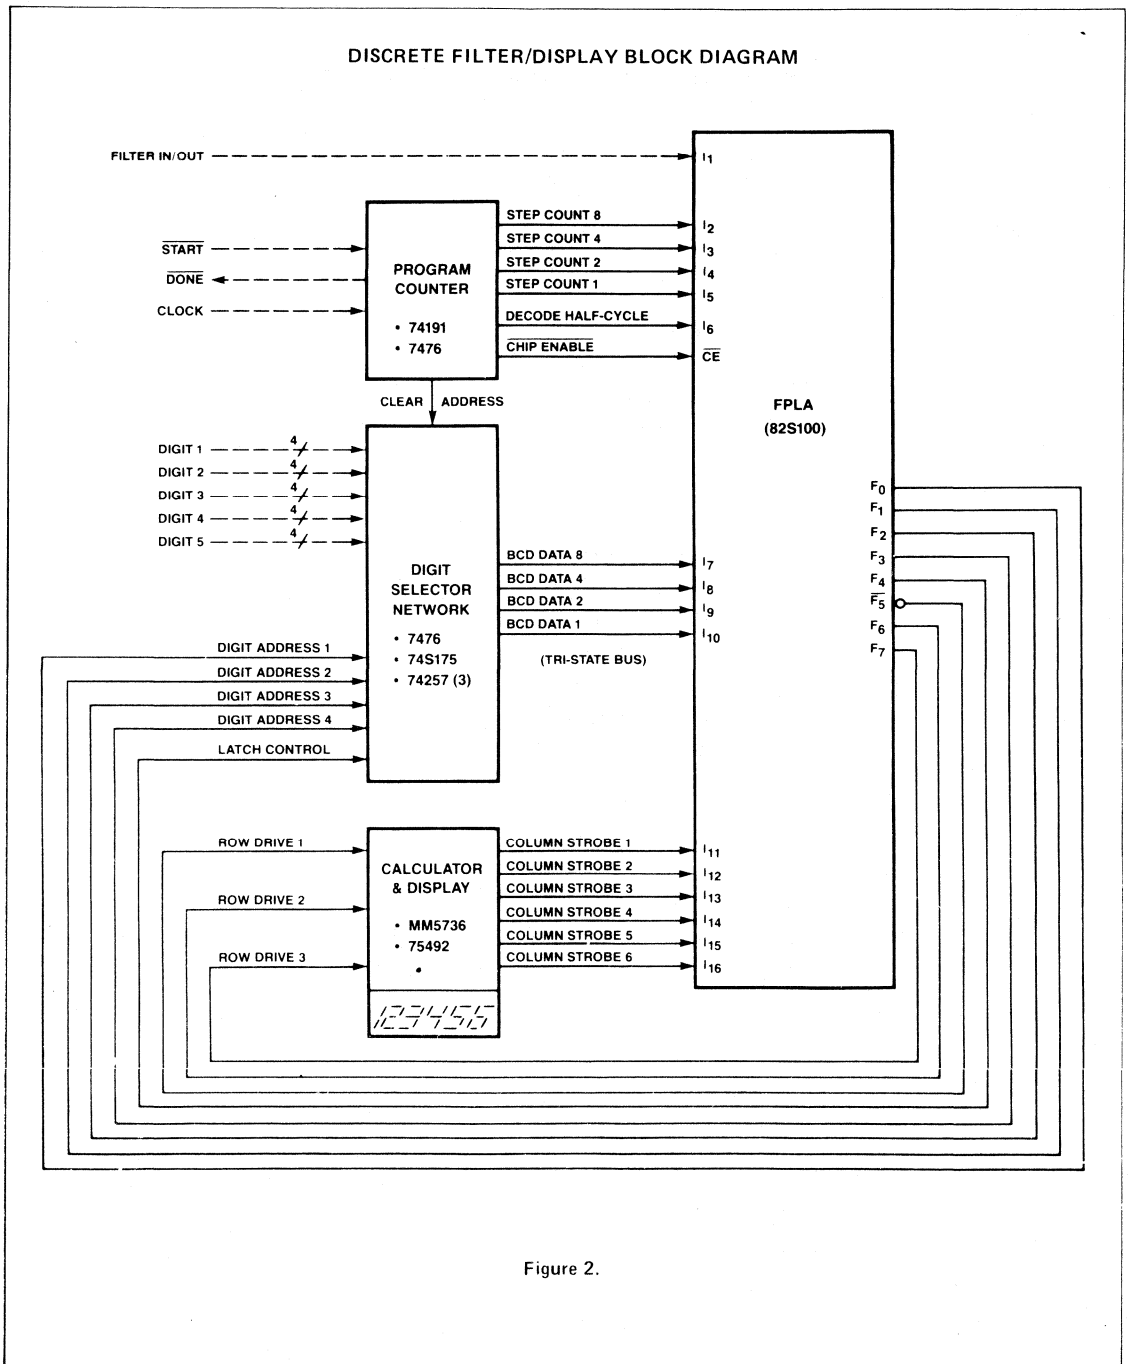 DISCRETE FILTER/DISPLAY BLOCK DIAGRAM
FILTER IN/OUT
I1
START
DONE
CLOCK
PROGRAM
COUNTER
• 74191
• 7476
STEP COUNT 8
STEP COUNT 4
STEP COUNT 2
STEP COUNT 1
DECODE HALF-CYCLE
CHIP ENABLE
I2
I3
I4
I5
I6
CE
CLEAR ADDRESS
FPLA
(82S100)
DIGIT 1
DIGIT 2
DIGIT 3
DIGIT 4
DIGIT 5
4
4
4
4
4
DIGIT
SELECTOR
NETWORK
• 7476
• 74S175
• 74257 (3)
BCD DATA 8
BCD DATA 4
BCD DATA 2
BCD DATA 1
(TRI-STATE BUS)
I7
I8
I9
I10
F0
F1
F2
F3
F4
F5
F6
F7
DIGIT ADDRESS 1
DIGIT ADDRESS 2
DIGIT ADDRESS 3
DIGIT ADDRESS 4
LATCH CONTROL
ROW DRIVE 1
ROW DRIVE 2
ROW DRIVE 3
CALCULATOR
& DISPLAY
• MM5736
• 75492
•
123456
COLUMN STROBE 1
COLUMN STROBE 2
COLUMN STROBE 3
COLUMN STROBE 4
COLUMN STROBE 5
COLUMN STROBE 6
I11
I12
I13
I14
I15
I16
Figure 2.